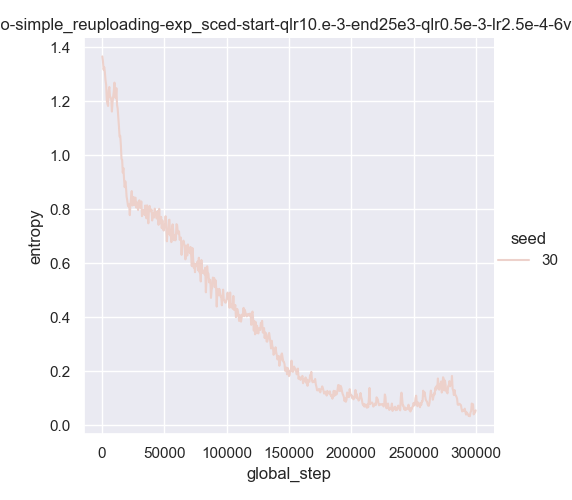 o-simple_reuploading-exp_sced-start-qlr10.e-3-end25e3-qlr0.5e-3-lr2.5e-4-6v
1.4
1.2
1.0
0.8
0.6
0.4
0.2
0.0
entropy
0 50000 100000 150000 200000 250000 300000
global_step
seed
30